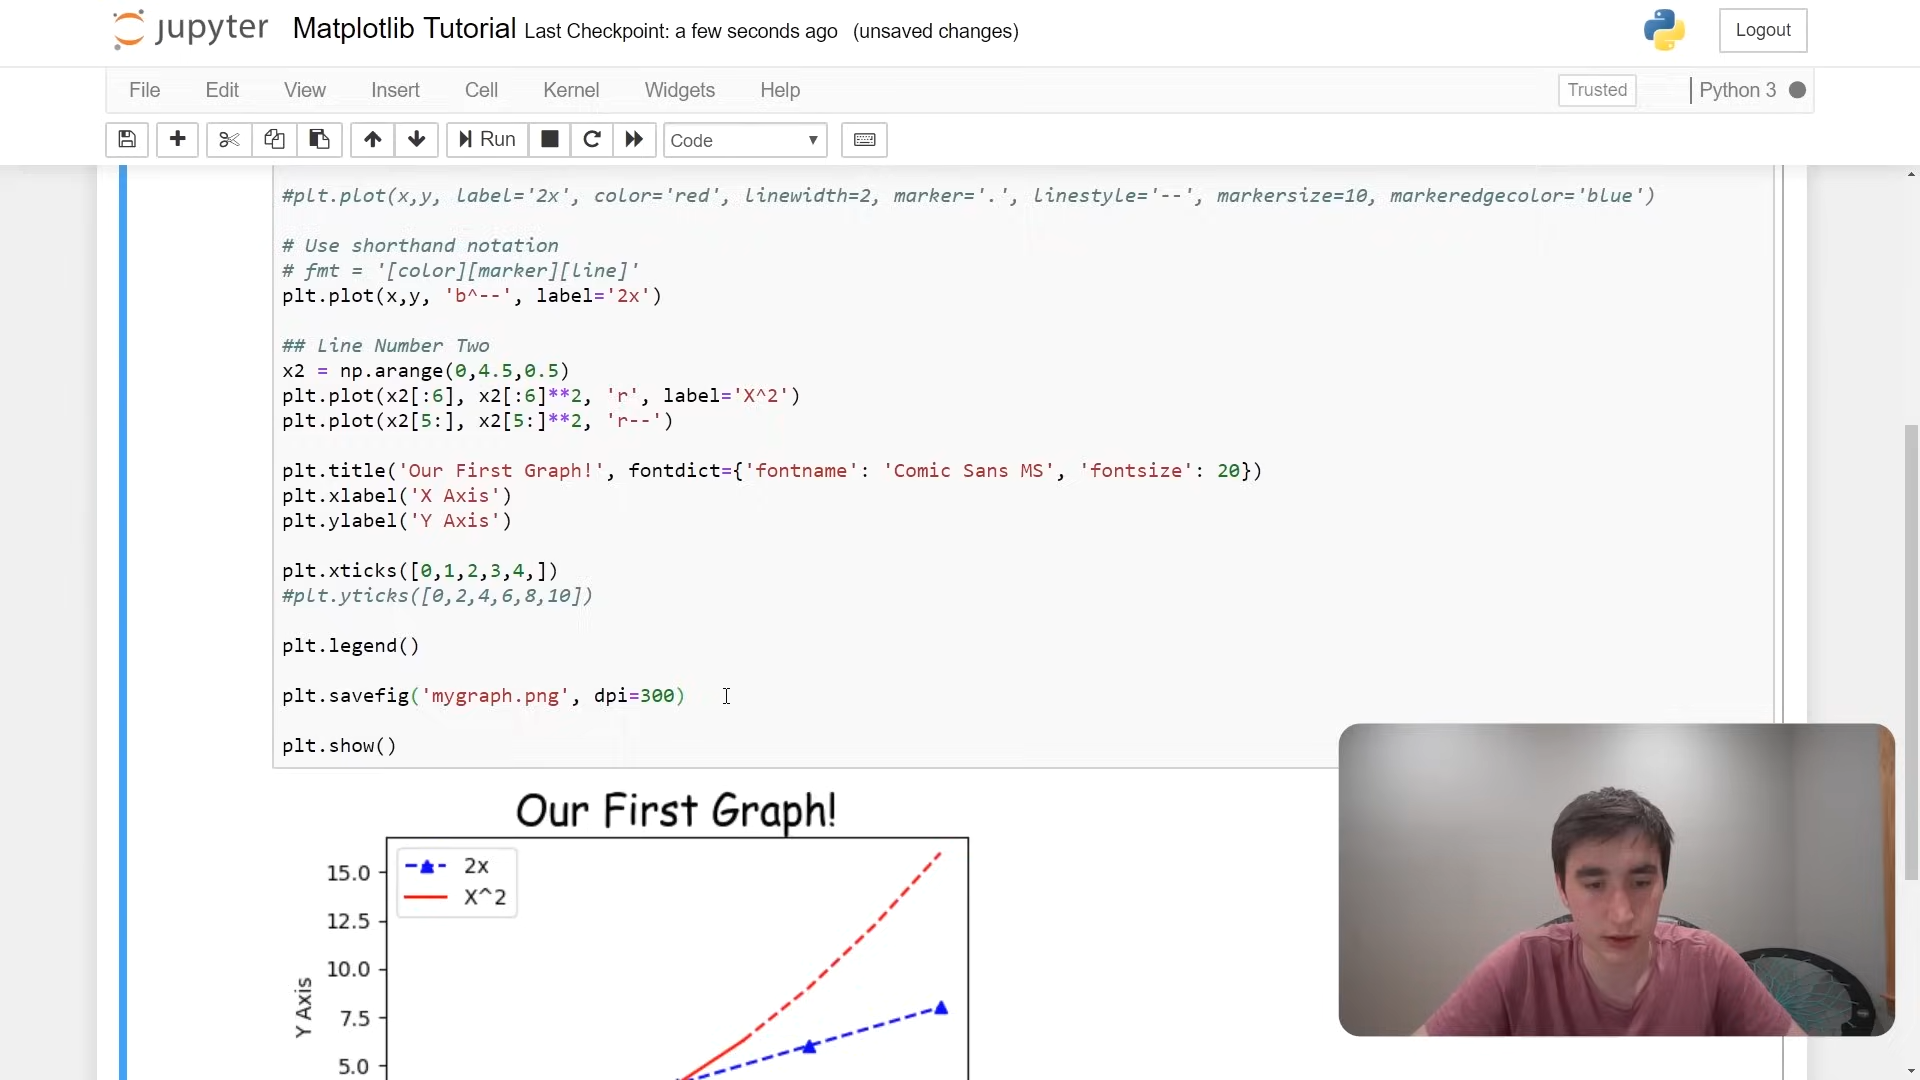 jupyter Matplotlib Tutorial Last Checkpoint: a few seconds ago (unsaved changes) Logout
File Edit View Insert Cell Kernel Widgets Help Trusted Python 3
Run Code
#plt.plot(x,y, label='2x', color='red', linewidth=2, marker='.', linestyle='--', markersize=10, markeredgecolor='blue')
# Use shorthand notation
# fmt = '[color][marker][line]'
plt.plot(x,y, 'b^--', label='2x')
## Line Number Two
x2 = np.arange(0,4.5,0.5)
plt.plot(x2[:6], x2[:6]**2, 'r', label='X^2')
plt.plot(x2[5:], x2[5:]**2, 'r--')
plt.title('Our First Graph!', fontdict={'fontname': 'Comic Sans MS', 'fontsize': 20})
plt.xlabel('X Axis')
plt.ylabel('Y Axis')
plt.xticks([0,1,2,3,4,])
#plt.yticks([0,2,4,6,8,10])
plt.legend()
plt.savefig('mygraph.png', dpi=300)
plt.show()
Our First Graph!
2x
X^2
15.0
12.5
10.0
7.5
5.0
Y Axis